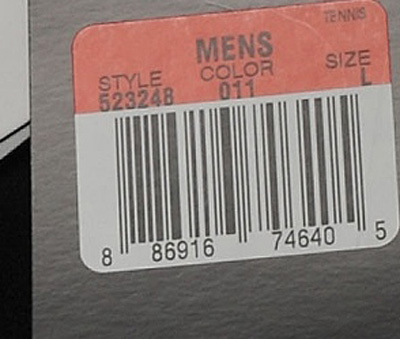 TENNIS
MENS
STYLE COLOR SIZE
523248 011 L
8 86916 74640 5